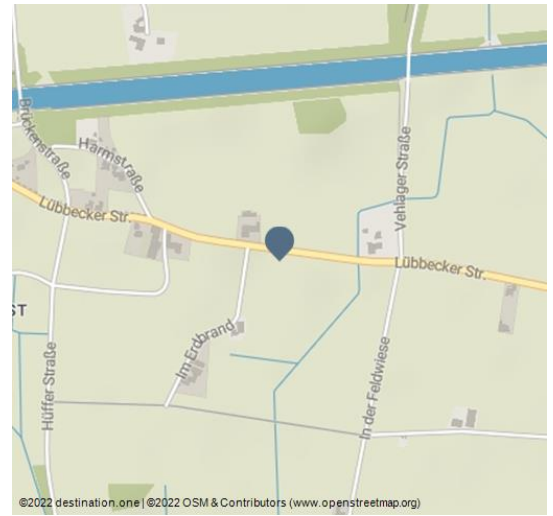 Brückenstraße
Harmstraße
Lübbecker Str.
Vehlager Straße
Lübbecker Str.
ST
Im Erdbrand
Hüffer Straße
In der Feldwiese
©2022 destination.one | ©2022 OSM & Contributors (www.openstreetmap.org)